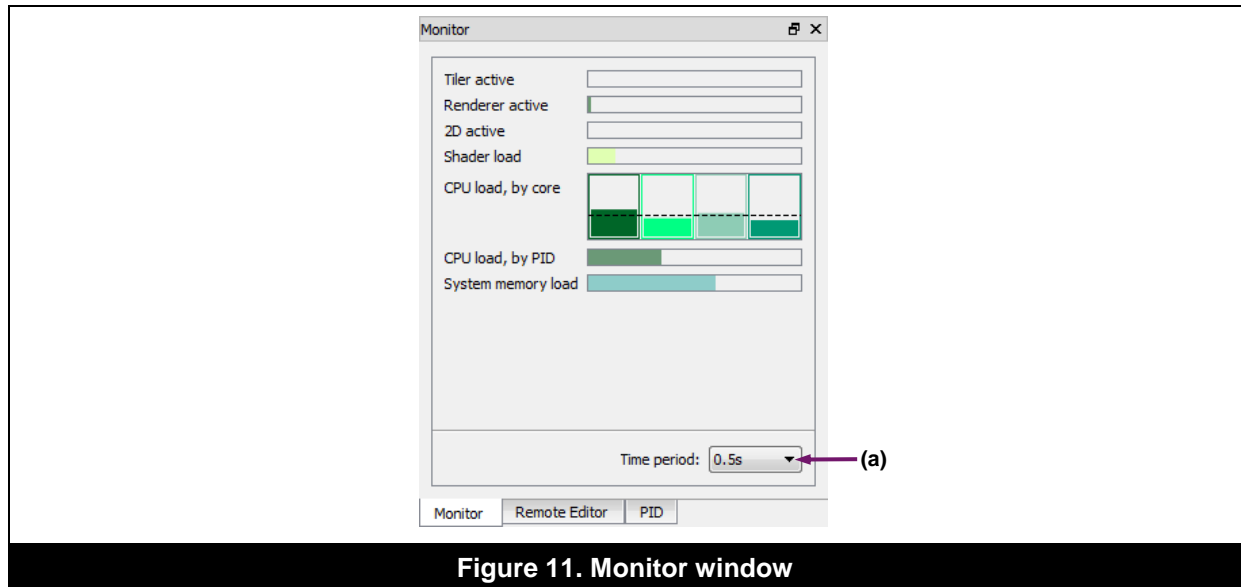 Monitor
Tiler active
Renderer active
2D active
Shader load
CPU load, by core
CPU load, by PID
System memory load
Time period: 0.5s
(a)
Monitor Remote Editor PID
Figure 11. Monitor window